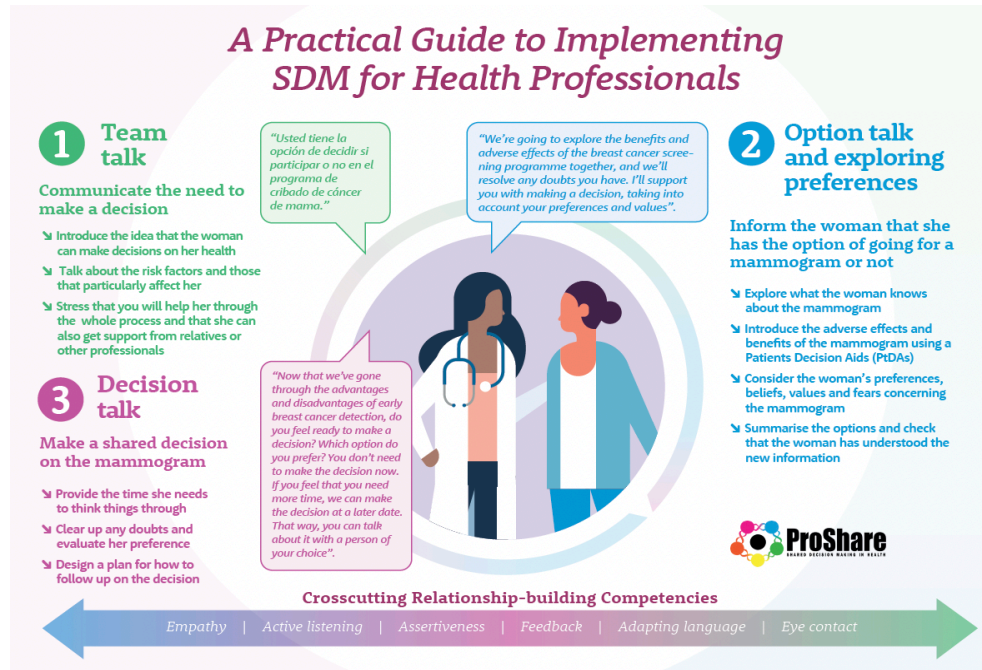 A Practical Guide to Implementing
SDM for Health Professionals
1
Team
talk
Communicate the need to
make a decision
Introduce the idea that the woman
can make decisions on her health
Talk about the risk factors and those
that particularly affect her
Stress that you will help her through
the whole process and that she can
also get support from relatives or
other professionals
“Usted tiene la
opción de decidir si
participar o no en el
programa de
cribado de cáncer
de mama.”
“We’re going to explore the benefits and
adverse effects of the breast cancer scree-
ning programme together, and we’ll
resolve any doubts you have. I’ll support
you with making a decision, taking into
account your preferences and values”.
2
Option talk
and exploring
preferences
Inform the woman that she
has the option of going for a
mammogram or not
Explore what the woman knows
about the mammogram
Introduce the adverse effects and
benefits of the mammogram using a
Patients Decision Aids (PtDAs)
Consider the woman’s preferences,
beliefs, values and fears concerning
the mammogram
Summarise the options and check
that the woman has understood the
new information
3
Decision
talk
Make a shared decision
on the mammogram
Provide the time she needs
to think things through
Clear up any doubts and
evaluate her preference
Design a plan for how to
follow up on the decision
“Now that we’ve gone
through the advantages
and disadvantages of early
breast cancer detection, do
you feel ready to make a
decision? Which option do
you prefer? You don’t need
to make the decision now.
If you feel that you need
more time, we can make
the decision at a later date.
That way, you can talk
about it with a person of
your choice”.
ProShare
SHARED DECISION MAKING IN HEALTH
Crosscutting Relationship-building Competencies
Empathy | Active listening | Assertiveness | Feedback | Adapting language | Eye contact